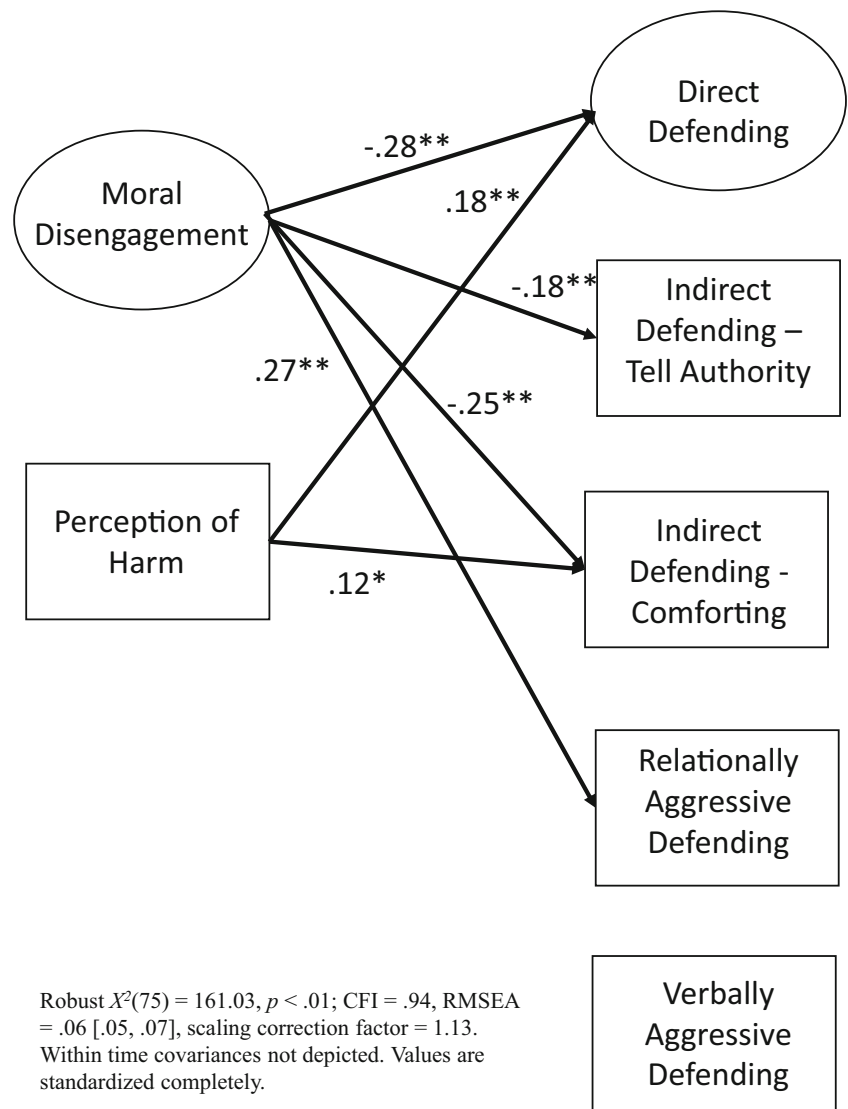 Direct
Defending
-.28**
Moral
Disengagement
.18**
-.18**
Indirect
Defending –
Tell Authority
.27**
-.25**
Perception of
Harm
Indirect
Defending -
Comforting
.12*
Relationally
Aggressive
Defending
Robust X²(75) = 161.03, p < .01; CFI = .94, RMSEA
= .06 [.05, .07], scaling correction factor = 1.13.
Within time covariances not depicted. Values are
standardized completely.
Verbally
Aggressive
Defending